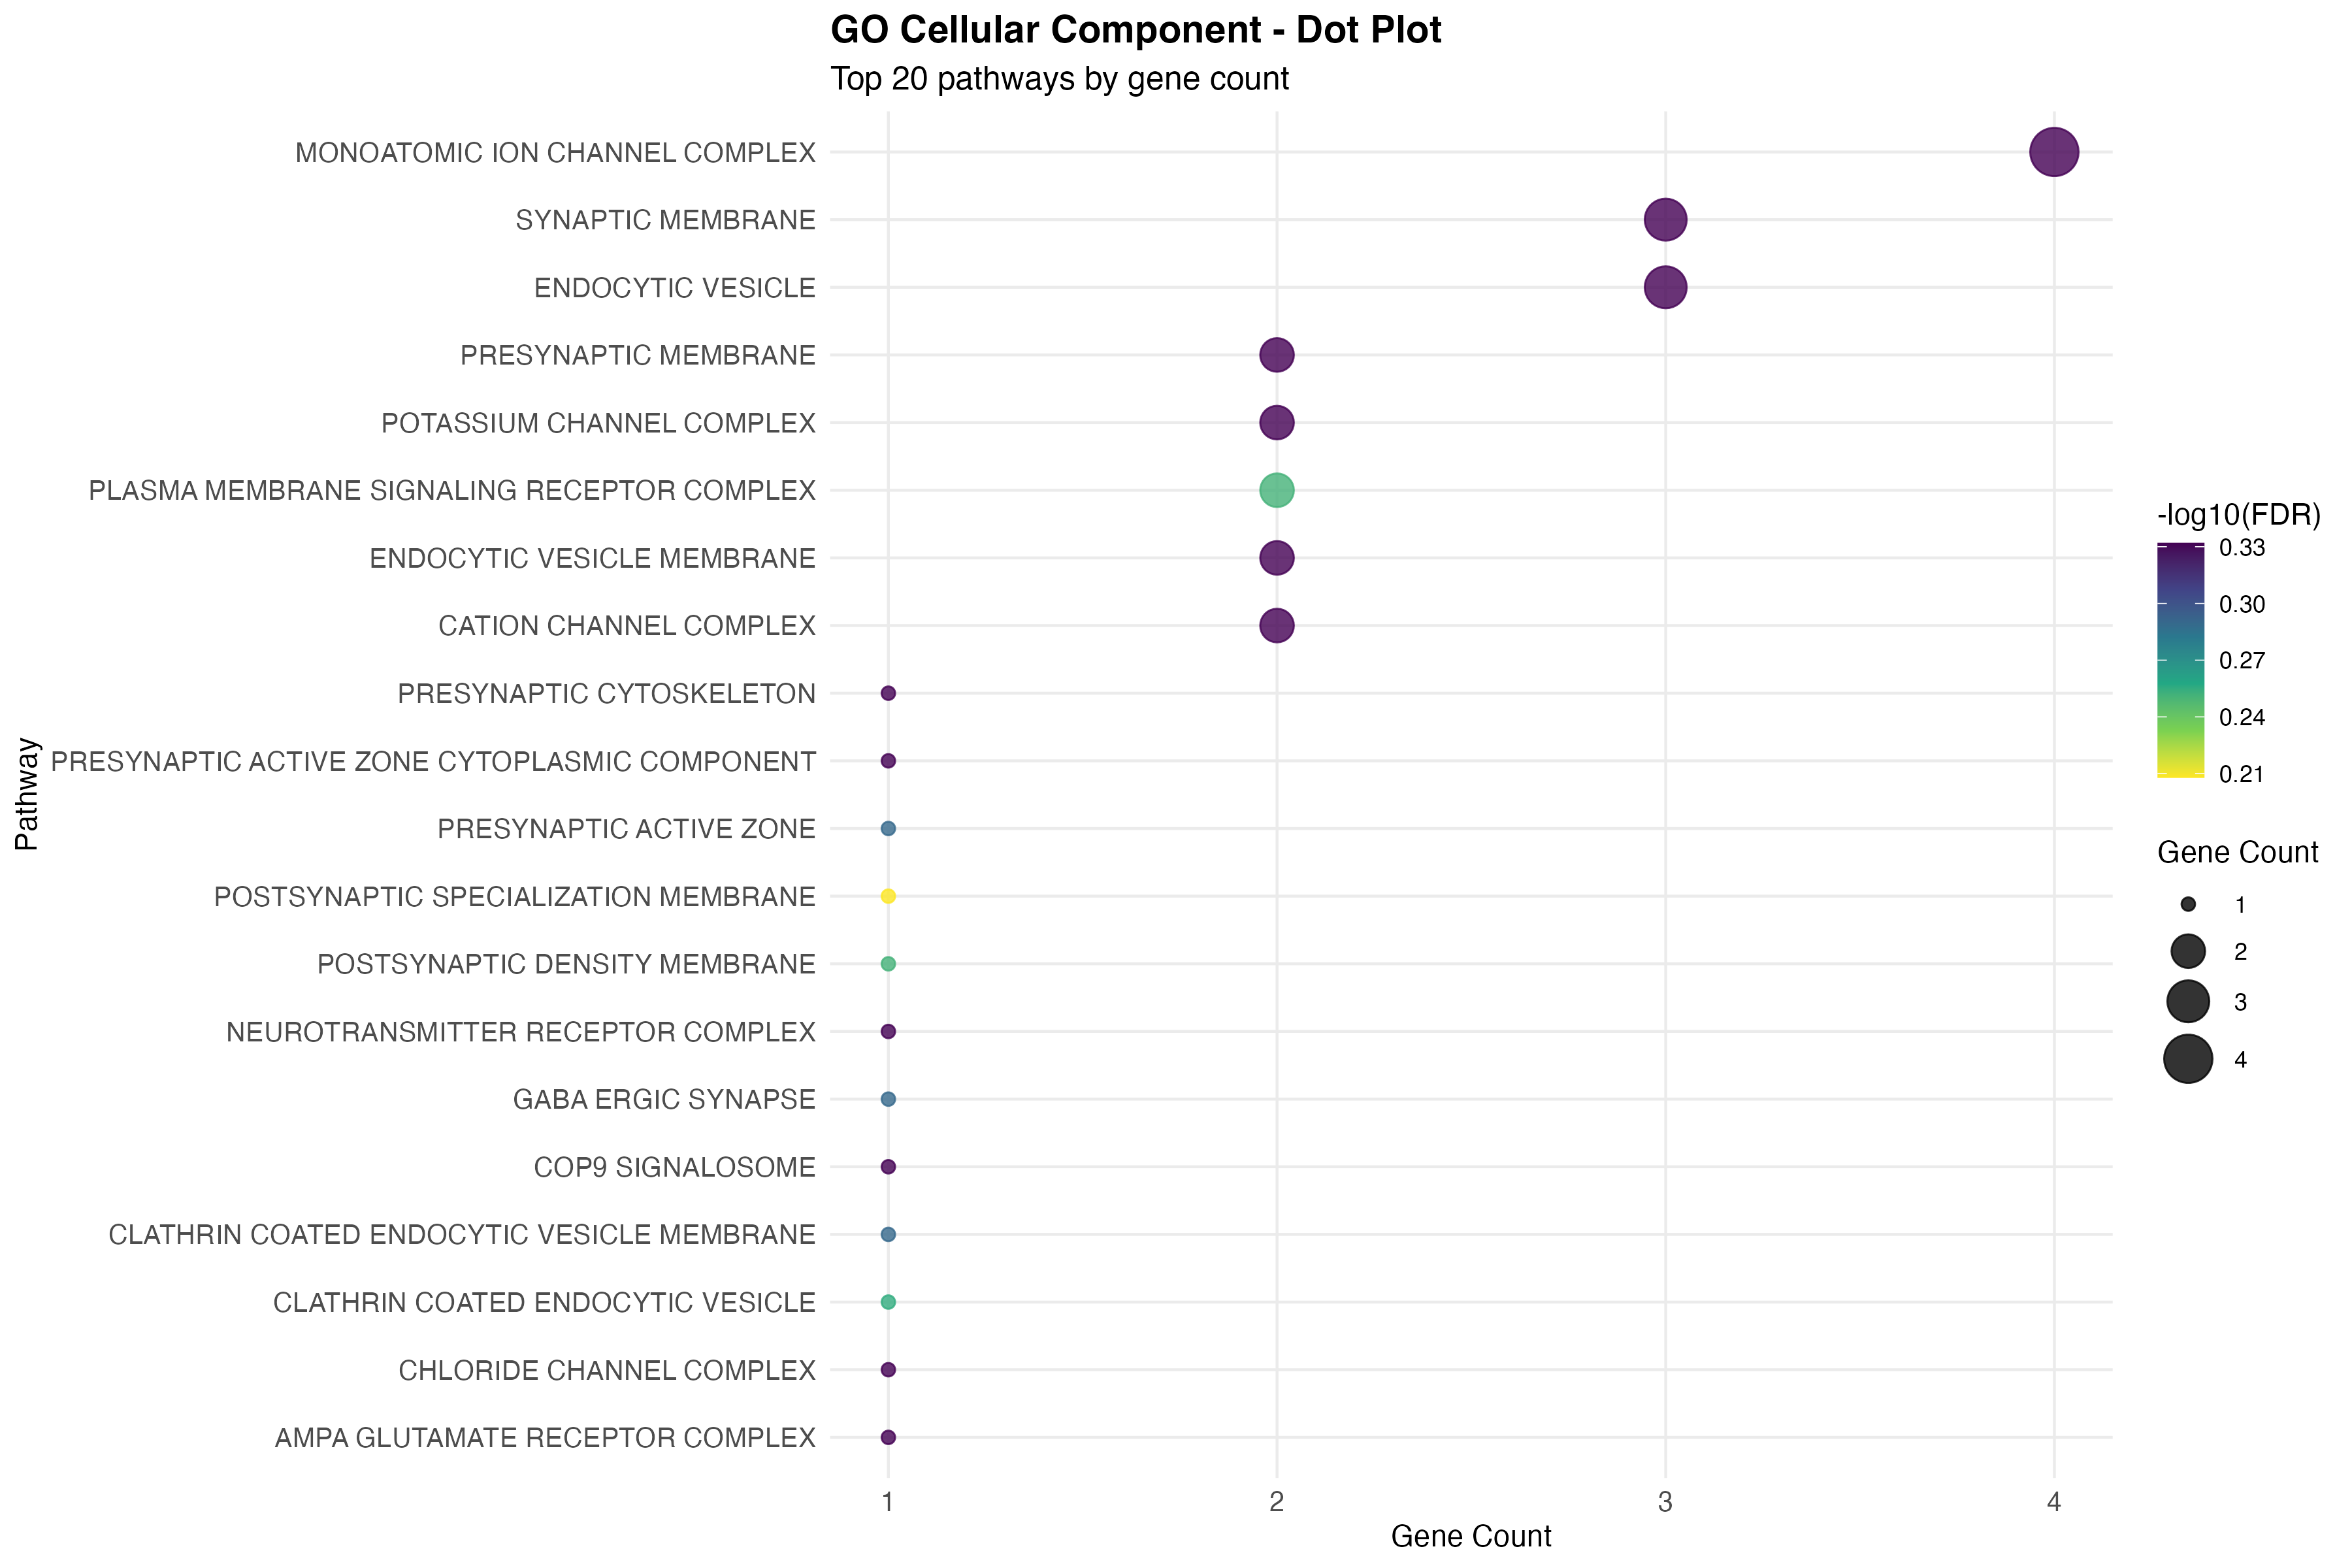 GO Cellular Component - Dot Plot
Top 20 pathways by gene count
Pathway
MONOATOMIC ION CHANNEL COMPLEX
SYNAPTIC MEMBRANE
ENDOCYTIC VESICLE
PRESYNAPTIC MEMBRANE
POTASSIUM CHANNEL COMPLEX
PLASMA MEMBRANE SIGNALING RECEPTOR COMPLEX
ENDOCYTIC VESICLE MEMBRANE
CATION CHANNEL COMPLEX
PRESYNAPTIC CYTOSKELETON
PRESYNAPTIC ACTIVE ZONE CYTOPLASMIC COMPONENT
PRESYNAPTIC ACTIVE ZONE
POSTSYNAPTIC SPECIALIZATION MEMBRANE
POSTSYNAPTIC DENSITY MEMBRANE
NEUROTRANSMITTER RECEPTOR COMPLEX
GABA ERGIC SYNAPSE
COP9 SIGNALOSOME
CLATHRIN COATED ENDOCYTIC VESICLE MEMBRANE
CLATHRIN COATED ENDOCYTIC VESICLE
CHLORIDE CHANNEL COMPLEX
AMPA GLUTAMATE RECEPTOR COMPLEX
1 2 3 4
Gene Count
-log10(FDR)
0.33
0.30
0.27
0.24
0.21
Gene Count
1
2
3
4